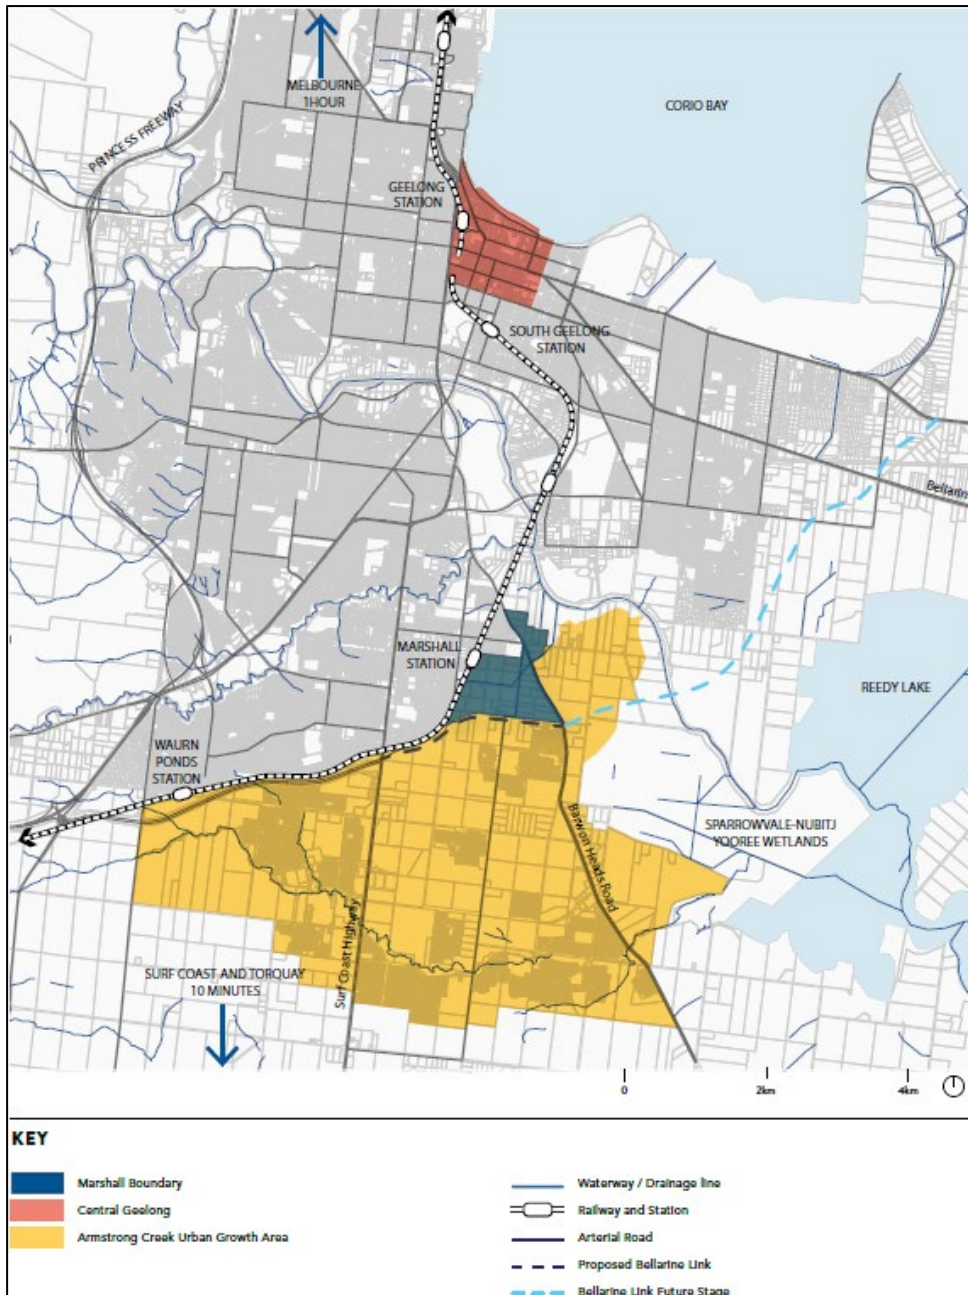 MELBOURNE
1HOUR
PRINCESS FREEWAY
CORIO BAY
GEELONG
STATION
SOUTH GEELONG
STATION
Bellarin
MARSHALL
STATION
REEDY LAKE
WAURN
PONDS
STATION
Barwon Heads Road
SPARROWVALE-NUBITJ
YOOREE WETLANDS
Surf Coast Highway
SURF COAST AND TORQUAY
10 MINUTES
0
2km
4km
KEY
Marshall Boundary
Central Geelong
Armstrong Creek Urban Growth Area
Waterway / Drainage line
Railway and Station
Arterial Road
Proposed Bellarine Link
Bellarine Link Future Stage